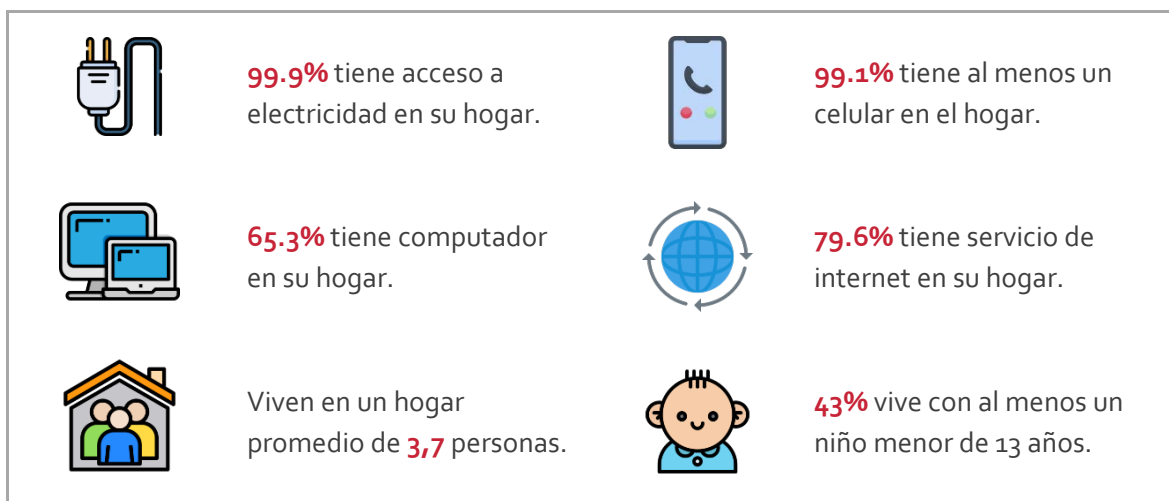 99.9% tiene acceso a
electricidad en su hogar.
99.1% tiene al menos un
celular en el hogar.
65.3% tiene computador
en su hogar.
79.6% tiene servicio de
internet en su hogar.
Viven en un hogar
promedio de 3,7 personas.
43% vive con al menos un
niño menor de 13 años.